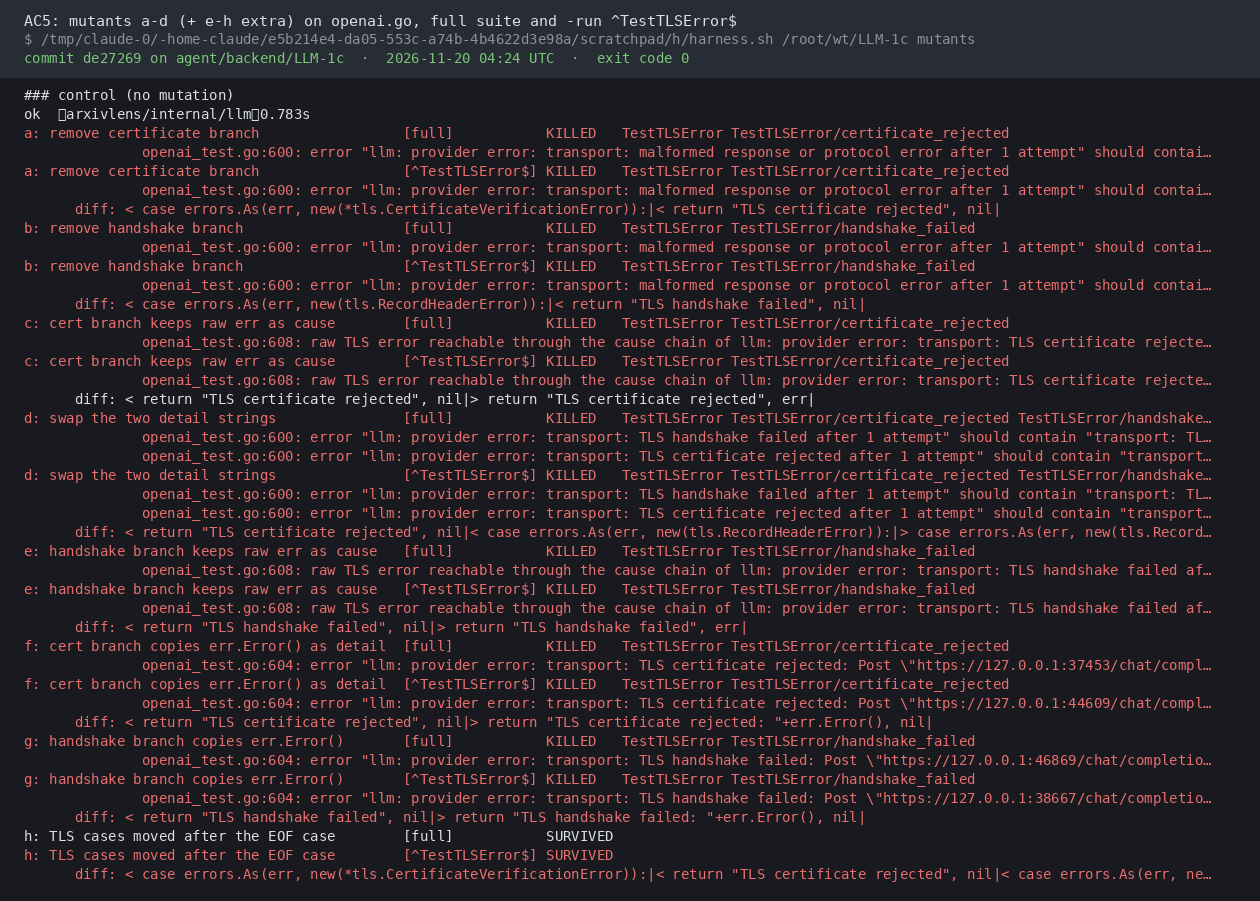 AC5: mutants a-d (+ e-h extra) on openai.go, full suite and -run ^TestTLSError$
$ /tmp/claude-0/-home-claude/e5b214e4-da05-553c-a74b-4b4622d3e98a/scratchpad/h/harness.sh /root/wt/LLM-1c mutants
commit de27269 on agent/backend/LLM-1c · 2026-11-20 04:24 UTC · exit code 0
### control (no mutation)
ok  □arxivlens/internal/llm□0.783s
a: remove certificate branch [full] KILLED TestTLSError TestTLSError/certificate_rejected
openai_test.go:600: error "llm: provider error: transport: malformed response or protocol error after 1 attempt" should contai…
a: remove certificate branch [^TestTLSError$] KILLED TestTLSError TestTLSError/certificate_rejected
openai_test.go:600: error "llm: provider error: transport: malformed response or protocol error after 1 attempt" should contai…
diff: < case errors.As(err, new(*tls.CertificateVerificationError)):|< return "TLS certificate rejected", nil|
b: remove handshake branch [full] KILLED TestTLSError TestTLSError/handshake_failed
openai_test.go:600: error "llm: provider error: transport: malformed response or protocol error after 1 attempt" should contai…
b: remove handshake branch [^TestTLSError$] KILLED TestTLSError TestTLSError/handshake_failed
openai_test.go:600: error "llm: provider error: transport: malformed response or protocol error after 1 attempt" should contai…
diff: < case errors.As(err, new(tls.RecordHeaderError)):|< return "TLS handshake failed", nil|
c: cert branch keeps raw err as cause [full] KILLED TestTLSError TestTLSError/certificate_rejected
openai_test.go:608: raw TLS error reachable through the cause chain of llm: provider error: transport: TLS certificate rejecte…
c: cert branch keeps raw err as cause [^TestTLSError$] KILLED TestTLSError TestTLSError/certificate_rejected
openai_test.go:608: raw TLS error reachable through the cause chain of llm: provider error: transport: TLS certificate rejecte…
diff: < return "TLS certificate rejected", nil|> return "TLS certificate rejected", err|
d: swap the two detail strings [full] KILLED TestTLSError TestTLSError/certificate_rejected TestTLSError/handshake…
openai_test.go:600: error "llm: provider error: transport: TLS handshake failed after 1 attempt" should contain "transport: TL…
openai_test.go:600: error "llm: provider error: transport: TLS certificate rejected after 1 attempt" should contain "transport…
d: swap the two detail strings [^TestTLSError$] KILLED TestTLSError TestTLSError/certificate_rejected TestTLSError/handshake…
openai_test.go:600: error "llm: provider error: transport: TLS handshake failed after 1 attempt" should contain "transport: TL…
openai_test.go:600: error "llm: provider error: transport: TLS certificate rejected after 1 attempt" should contain "transport…
diff: < return "TLS certificate rejected", nil|< case errors.As(err, new(tls.RecordHeaderError)):|> case errors.As(err, new(tls.Record…
e: handshake branch keeps raw err as cause [full] KILLED TestTLSError TestTLSError/handshake_failed
openai_test.go:608: raw TLS error reachable through the cause chain of llm: provider error: transport: TLS handshake failed af…
e: handshake branch keeps raw err as cause [^TestTLSError$] KILLED TestTLSError TestTLSError/handshake_failed
openai_test.go:608: raw TLS error reachable through the cause chain of llm: provider error: transport: TLS handshake failed af…
diff: < return "TLS handshake failed", nil|> return "TLS handshake failed", err|
f: cert branch copies err.Error() as detail [full] KILLED TestTLSError TestTLSError/certificate_rejected
openai_test.go:604: error "llm: provider error: transport: TLS certificate rejected: Post \"https://127.0.0.1:37453/chat/compl…
f: cert branch copies err.Error() as detail [^TestTLSError$] KILLED TestTLSError TestTLSError/certificate_rejected
openai_test.go:604: error "llm: provider error: transport: TLS certificate rejected: Post \"https://127.0.0.1:44609/chat/compl…
diff: < return "TLS certificate rejected", nil|> return "TLS certificate rejected: "+err.Error(), nil|
g: handshake branch copies err.Error() [full] KILLED TestTLSError TestTLSError/handshake_failed
openai_test.go:604: error "llm: provider error: transport: TLS handshake failed: Post \"https://127.0.0.1:46869/chat/completio…
g: handshake branch copies err.Error() [^TestTLSError$] KILLED TestTLSError TestTLSError/handshake_failed
openai_test.go:604: error "llm: provider error: transport: TLS handshake failed: Post \"https://127.0.0.1:38667/chat/completio…
diff: < return "TLS handshake failed", nil|> return "TLS handshake failed: "+err.Error(), nil|
h: TLS cases moved after the EOF case [full] SURVIVED
h: TLS cases moved after the EOF case [^TestTLSError$] SURVIVED
diff: < case errors.As(err, new(*tls.CertificateVerificationError)):|< return "TLS certificate rejected", nil|< case errors.As(err, ne…